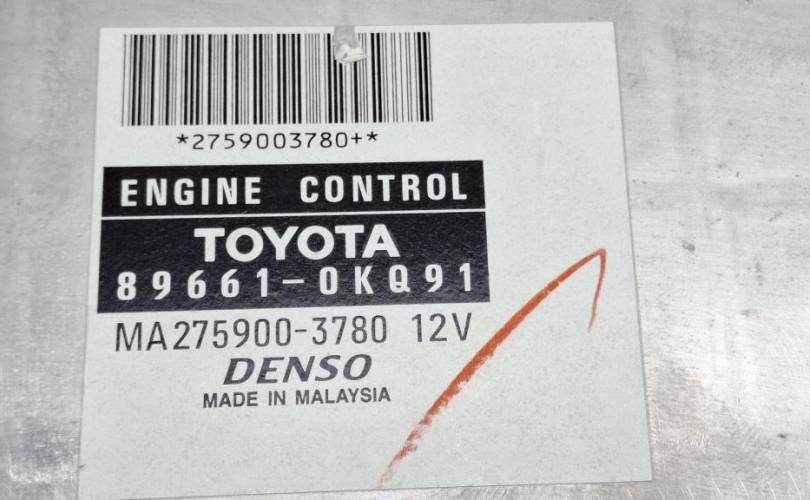 *2759003780+*
ENGINE CONTROL
TOYOTA
89661-0KQ91
MA275900-3780 12V
DENSO
MADE IN MALAYSIA